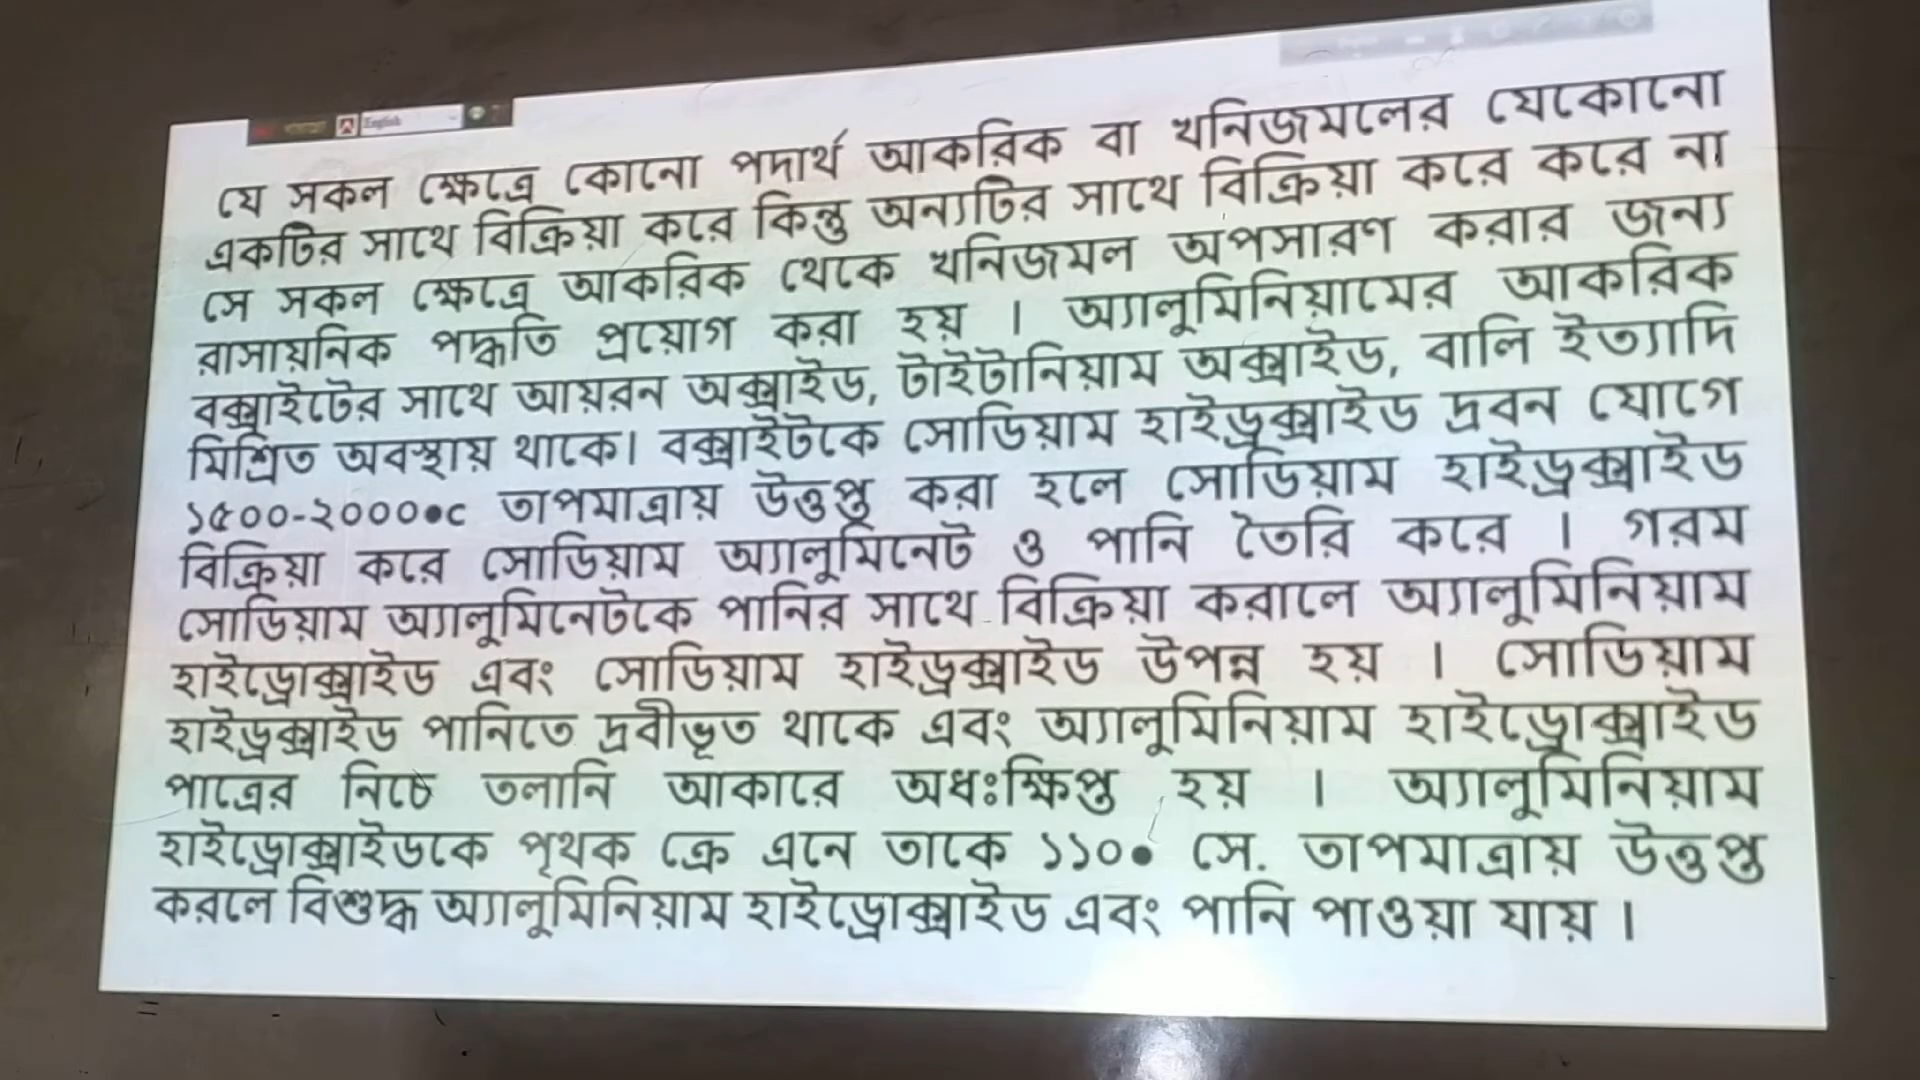 English
যে সকল ক্ষেত্রে কোনো পদার্থ আকরিক বা খনিজমলের যেকোনো
একটির সাথে বিক্রিয়া করে কিন্তু অন্যটির সাথে বিক্রিয়া করে করে না
সে সকল ক্ষেত্রে আকরিক থেকে খনিজমল অপসারণ করার জন্য
রাসায়নিক পদ্ধতি প্রয়োগ করা হয় । অ্যালুমিনিয়ামের আকরিক
বক্সাইটের সাথে আয়রন অক্সাইড, টাইটানিয়াম অক্সাইড, বালি ইত্যাদি
মিশ্রিত অবস্থায় থাকে। বক্সাইটকে সোডিয়াম হাইড্রক্সাইড দ্রবন যোগে
১৫০০-২০০০•c তাপমাত্রায় উত্তপ্ত করা হলে সোডিয়াম হাইড্রক্সাইড
বিক্রিয়া করে সোডিয়াম অ্যালুমিনেট ও পানি তৈরি করে । গরম
সোডিয়াম অ্যালুমিনেটকে পানির সাথে বিক্রিয়া করালে অ্যালুমিনিয়াম
হাইড্রোক্সাইড এবং সোডিয়াম হাইড্রক্সাইড উপন্ন হয় । সোডিয়াম
হাইড্রক্সাইড পানিতে দ্রবীভূত থাকে এবং অ্যালুমিনিয়াম হাইড্রোক্সাইড
পাত্রের নিচে তলানি আকারে অধঃক্ষিপ্ত হয় । অ্যালুমিনিয়াম
হাইড্রোক্সাইডকে পৃথক ক্রে এনে তাকে ১১০• সে. তাপমাত্রায় উত্তপ্ত
করলে বিশুদ্ধ অ্যালুমিনিয়াম হাইড্রোক্সাইড এবং পানি পাওয়া যায় ।